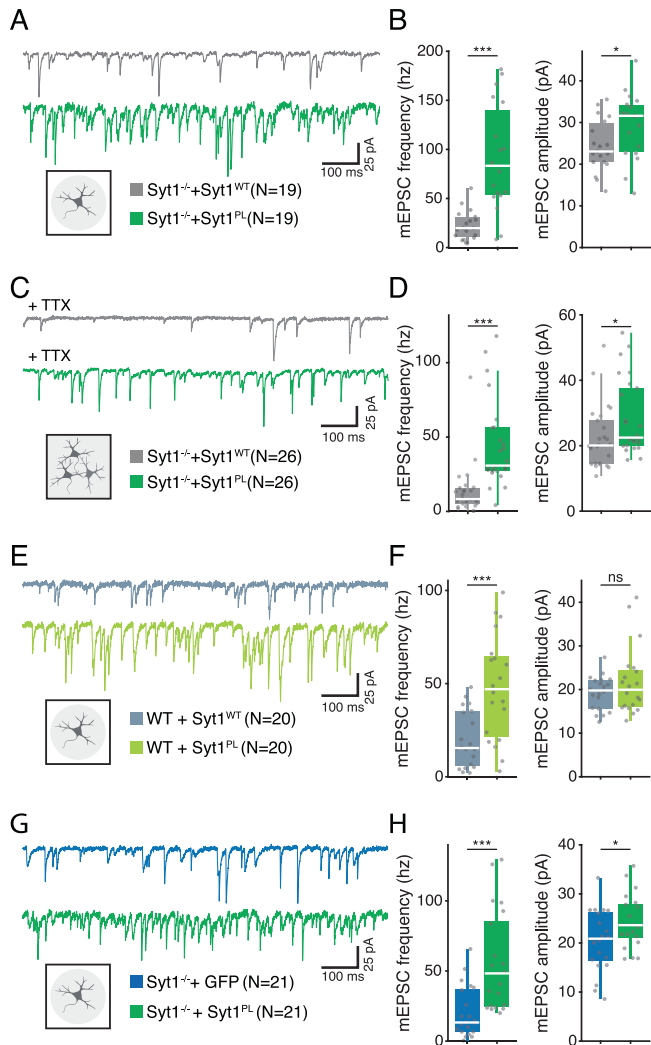 A
B
200
150
100
50
0
mEPSC frequency (hz)
***
40
30
20
10
0
mEPSC amplitude (pA)
*
100 ms
25 pA
Syt1-/-+Syt1WT(N=19)
Syt1-/-+Syt1PL(N=19)
C
D
+ TTX
+ TTX
100
50
0
mEPSC frequency (hz)
***
60
40
20
0
mEPSC amplitude (pA)
*
100 ms
25 pA
Syt1-/-+Syt1WT(N=26)
Syt1-/-+Syt1PL(N=26)
E
F
100
50
0
mEPSC frequency (hz)
***
40
30
20
10
0
mEPSC amplitude (pA)
ns
100 ms
25 pA
WT + Syt1WT (N=20)
WT + Syt1PL (N=20)
G
H
100
50
0
mEPSC frequency (hz)
***
40
30
20
10
0
mEPSC amplitude (pA)
*
100 ms
25 pA
Syt1-/-+ GFP (N=21)
Syt1-/-+ Syt1PL(N=21)